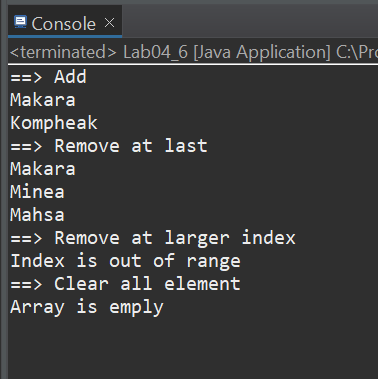 Console
<terminated> Lab04_6 [Java Application] C:\Pre
==> Add
Makara
Kompheak
==> Remove at last
Makara
Minea
Mahsa
==> Remove at larger index
Index is out of range
==> Clear all element
Array is emply